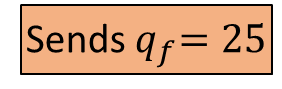 Sends q_f = 25